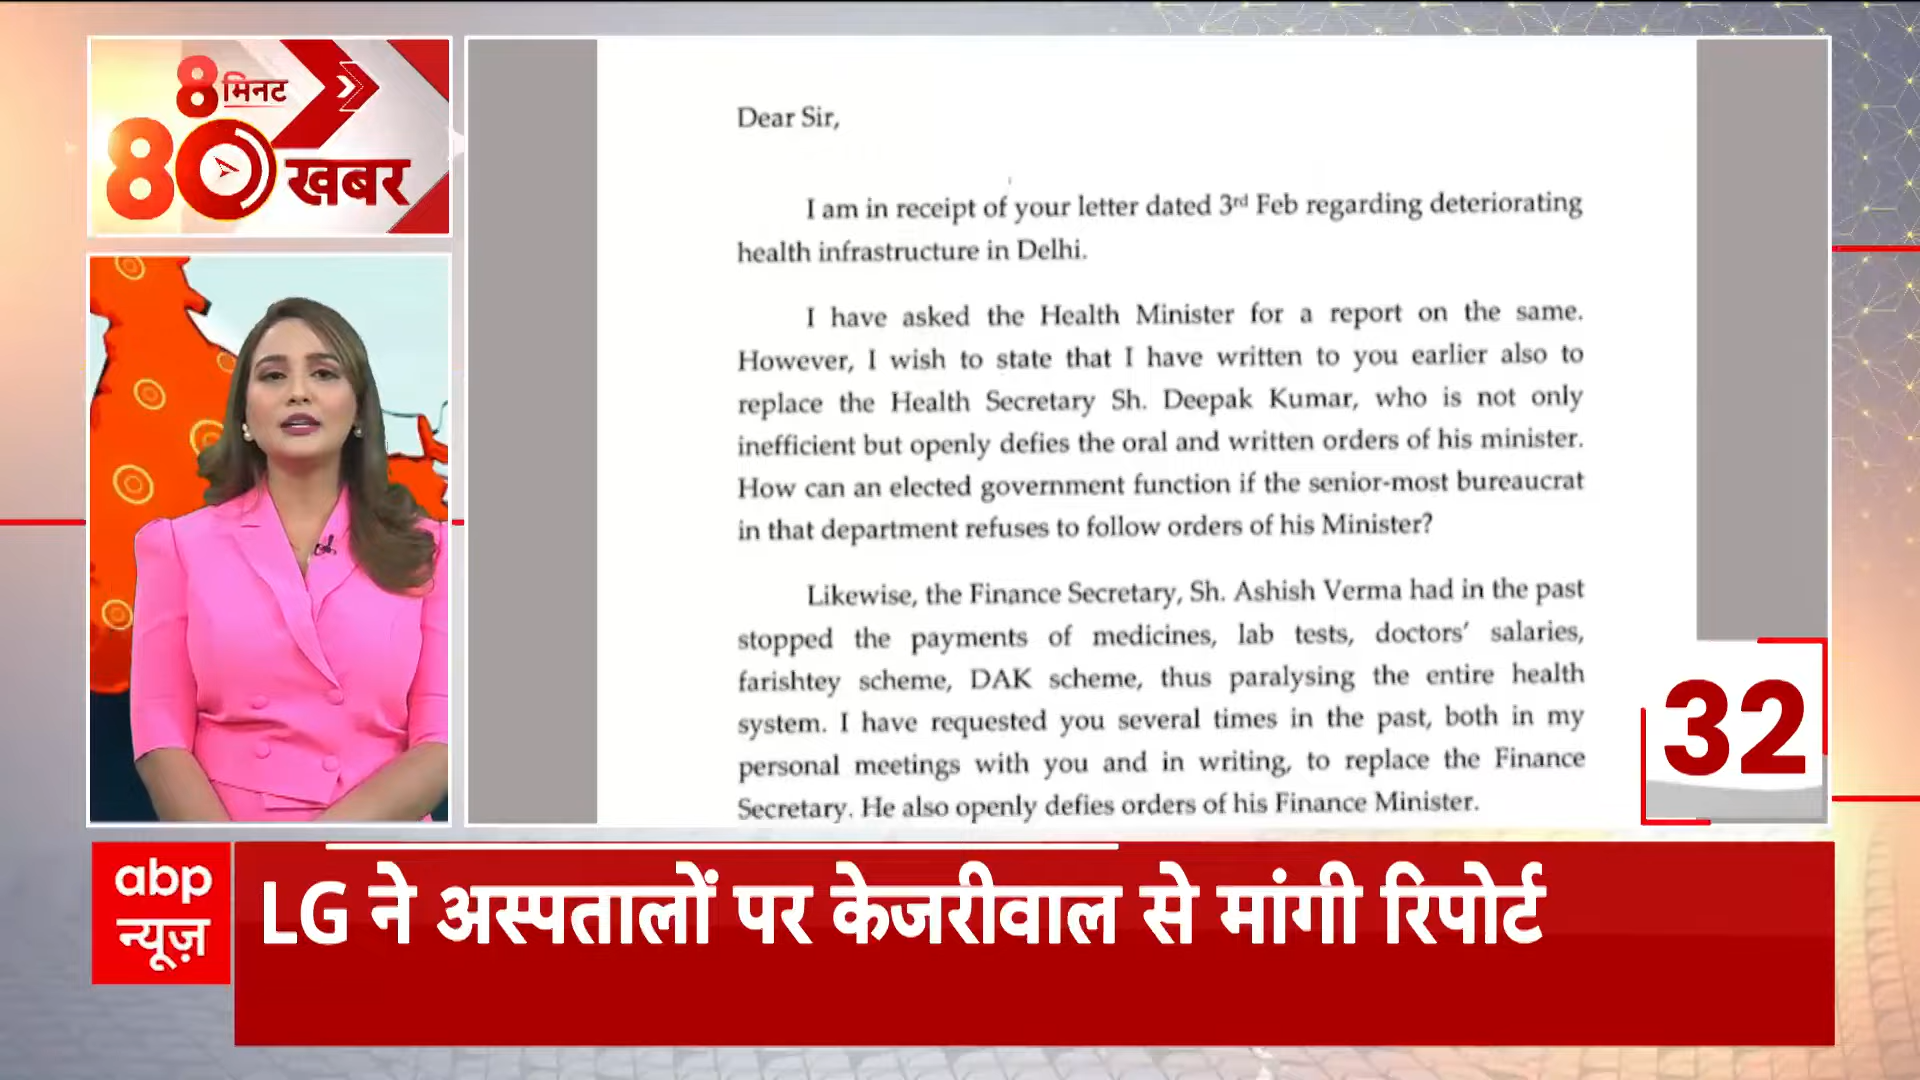 8 मिनट
80 खबर
Dear Sir,
I am in receipt of your letter dated 3rd Feb regarding deteriorating
health infrastructure in Delhi.
I have asked the Health Minister for a report on the same.
However, I wish to state that I have written to you earlier also to
replace the Health Secretary Sh. Deepak Kumar, who is not only
inefficient but openly defies the oral and written orders of his minister.
How can an elected government function if the senior-most bureaucrat
in that department refuses to follow orders of his Minister?
Likewise, the Finance Secretary, Sh. Ashish Verma had in the past
stopped the payments of medicines, lab tests, doctors' salaries,
farishtey scheme, DAK scheme, thus paralysing the entire health
system. I have requested you several times in the past, both in my
personal meetings with you and in writing, to replace the Finance
Secretary. He also openly defies orders of his Finance Minister.
32
abp
न्यूज़
LG ने अस्पतालों पर केजरीवाल से मांगी रिपोर्ट